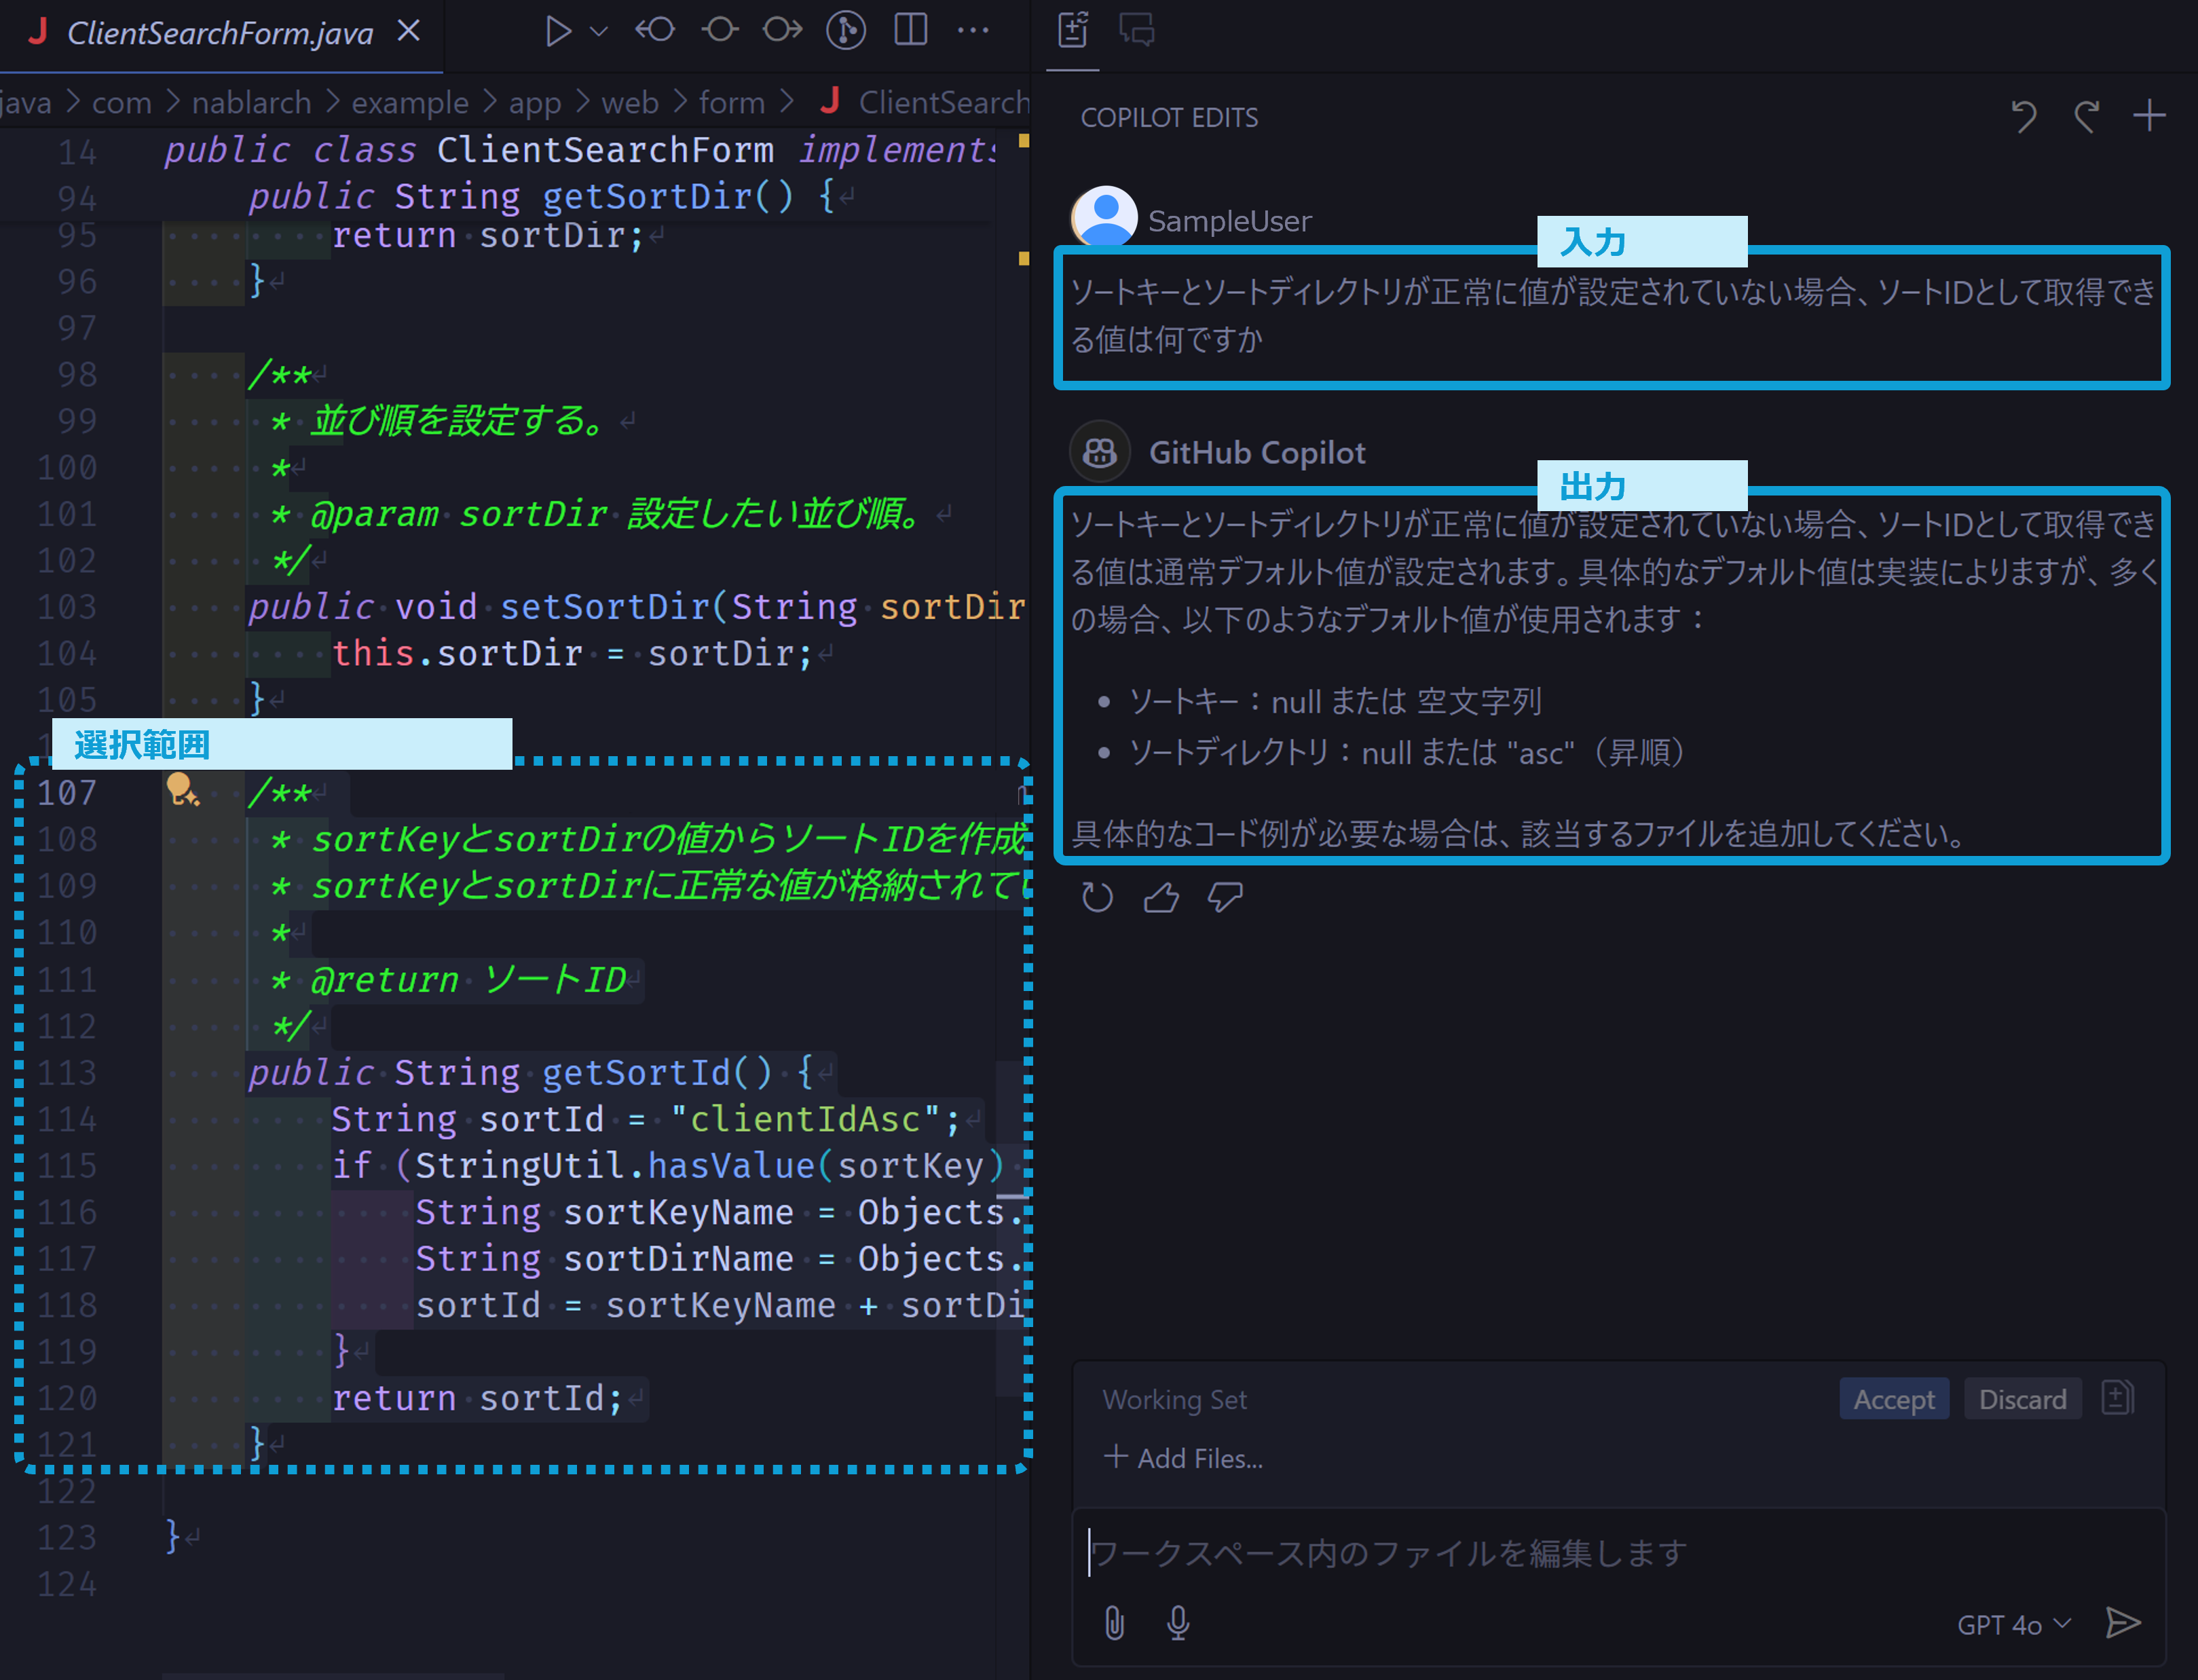 ClientSearchForm.java
java > com > nablarch > example > app > web > form > ClientSearch
14 public class ClientSearchForm implements
94 public String getSortDir() {
95 return sortDir;
96 }
97
98 /**
99 * 並び順を設定する。
100 *
101 * @param sortDir 設定したい並び順。
102 */
103 public void setSortDir(String sortDir
104 this.sortDir = sortDir;
105 }
選択範囲
107 /**
108 * sortKeyとsortDirの値からソートIDを作成
109 * sortKeyとsortDirに正常な値が格納されてい
110 *
111 * @return ソートID
112 */
113 public String getSortId() {
114 String sortId = "clientIdAsc";
115 if (StringUtil.hasValue(sortKey)
116 String sortKeyName = Objects.
117 String sortDirName = Objects.
118 sortId = sortKeyName + sortDi
119 }
120 return sortId;
121 }
122
123 }
124
COPILOT EDITS
SampleUser
入力
ソートキーとソートディレクトリが正常に値が設定されていない場合、ソートIDとして取得でき
る値は何ですか
GitHub Copilot
出力
ソートキーとソートディレクトリが正常に値が設定されていない場合、ソートIDとして取得でき
る値は通常デフォルト値が設定されます。具体的なデフォルト値は実装によりますが、多く
の場合、以下のようなデフォルト値が使用されます：
• ソートキー：null または 空文字列
• ソートディレクトリ：null または "asc"（昇順）
具体的なコード例が必要な場合は、該当するファイルを追加してください。
Working Set
Accept
Discard
+ Add Files...
ワークスペース内のファイルを編集します
GPT 4o